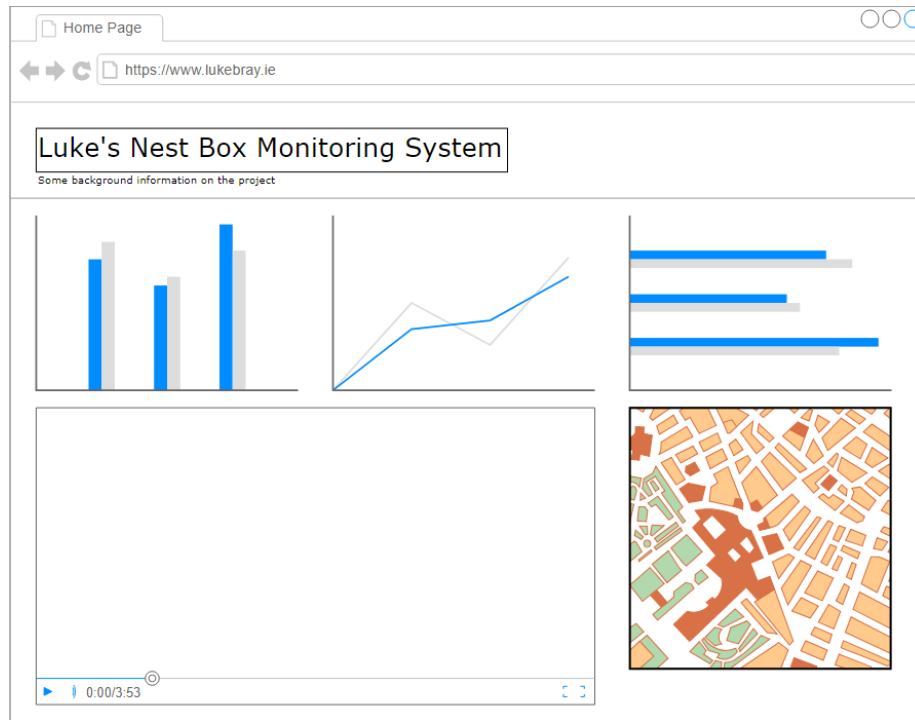 Home Page
https://www.lukebray.ie
Luke's Nest Box Monitoring System
Some background information on the project
0:00/3:53